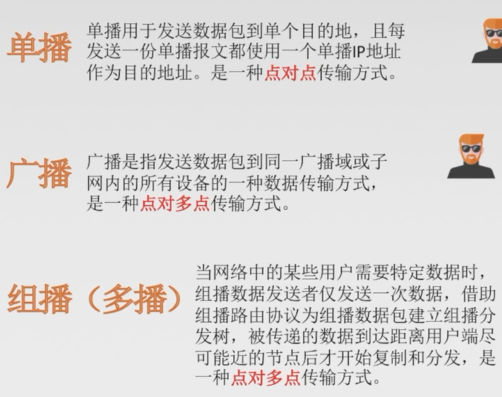 单播
单播用于发送数据包到单个目的地，且每
发送一份单播报文都使用一个单播IP地址
作为目的地址。是一种点对点传输方式。
广播
广播是指发送数据包到同一广播域或子
网内的所有设备的一种数据传输方式，
是一种点对多点传输方式。
组播（多播）
当网络中的某些用户需要特定数据时，
组播数据发送者仅发送一次数据，借助
组播路由协议为组播数据包建立组播分
发树，被传递的数据到达距离用户端尽
可能近的节点后才开始复制和分发，是
一种点对多点传输方式。